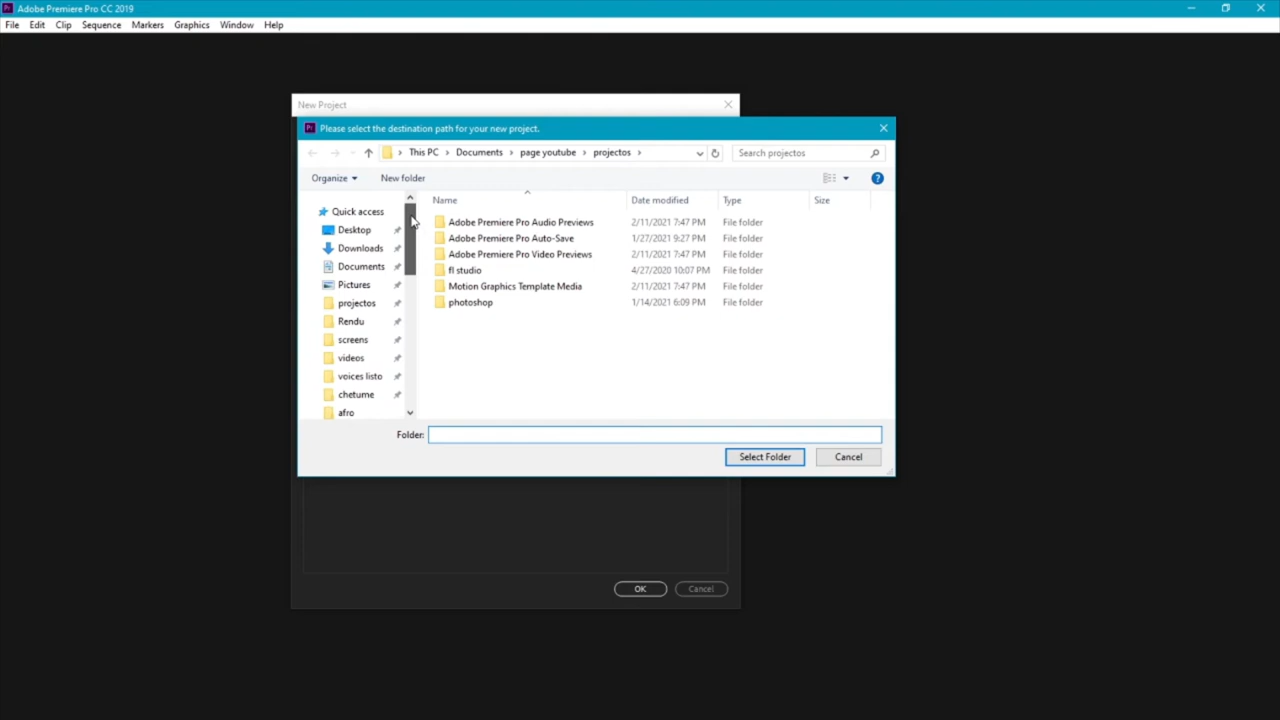 Adobe Premiere Pro CC 2019
File Edit Clip Sequence Markers Graphics Window Help
New Project
Please select the destination path for your new project.
This PC > Documents > page youtube > projectos >
Search projectos
Organize New folder
Name Date modified Type Size
Quick access
Desktop
Downloads
Documents
Pictures
projectos
Rendu
screens
videos
voices listo
chetume
afro
Adobe Premiere Pro Audio Previews 2/11/2021 7:47 PM File folder
Adobe Premiere Pro Auto-Save 1/27/2021 9:27 PM File folder
Adobe Premiere Pro Video Previews 2/11/2021 7:47 PM File folder
fl studio 4/27/2020 10:07 PM File folder
Motion Graphics Template Media 2/11/2021 7:47 PM File folder
photoshop 1/14/2021 6:09 PM File folder
Folder:
Select Folder Cancel
OK Cancel